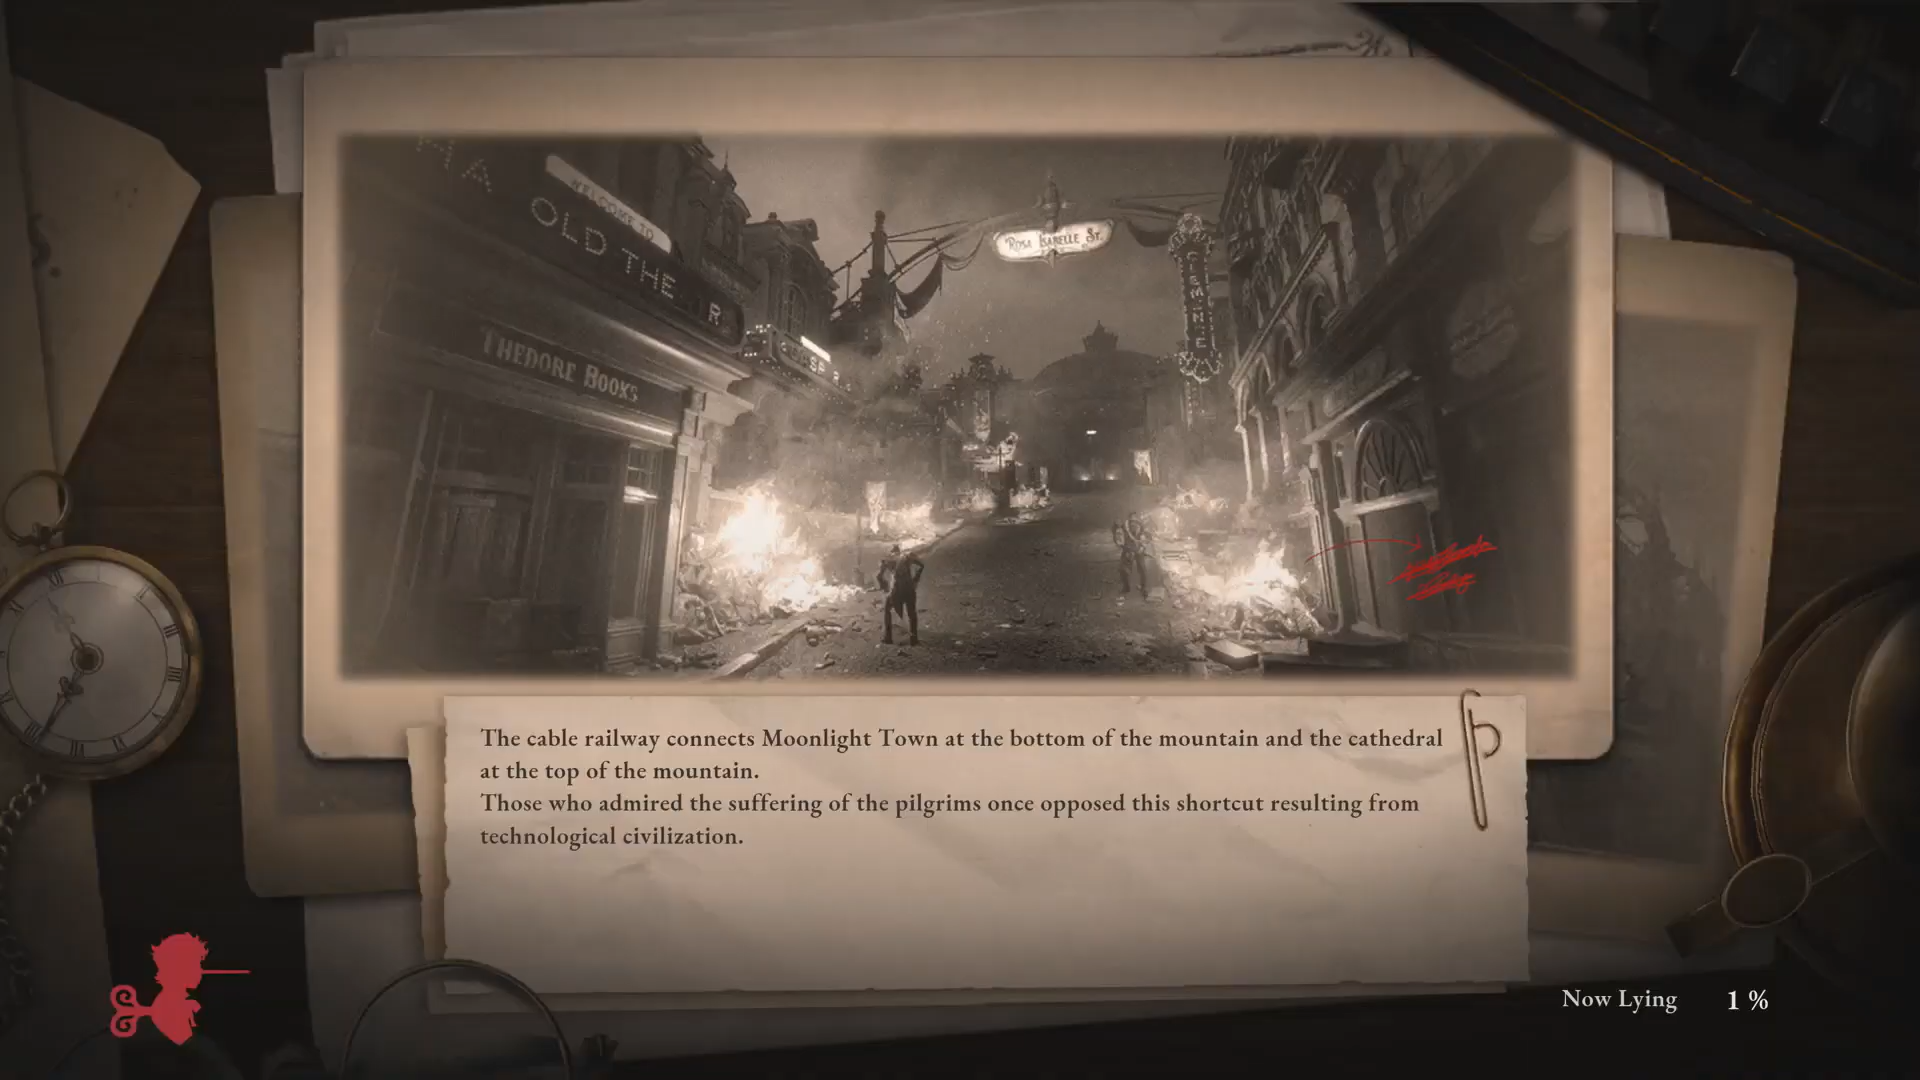 WELCOME TO
OLD THE R
THEDORE BOOKS
ROSA ISABELLE ST.
The cable railway connects Moonlight Town at the bottom of the mountain and the cathedral
at the top of the mountain.
Those who admired the suffering of the pilgrims once opposed this shortcut resulting from
technological civilization.
Now Lying 1 %